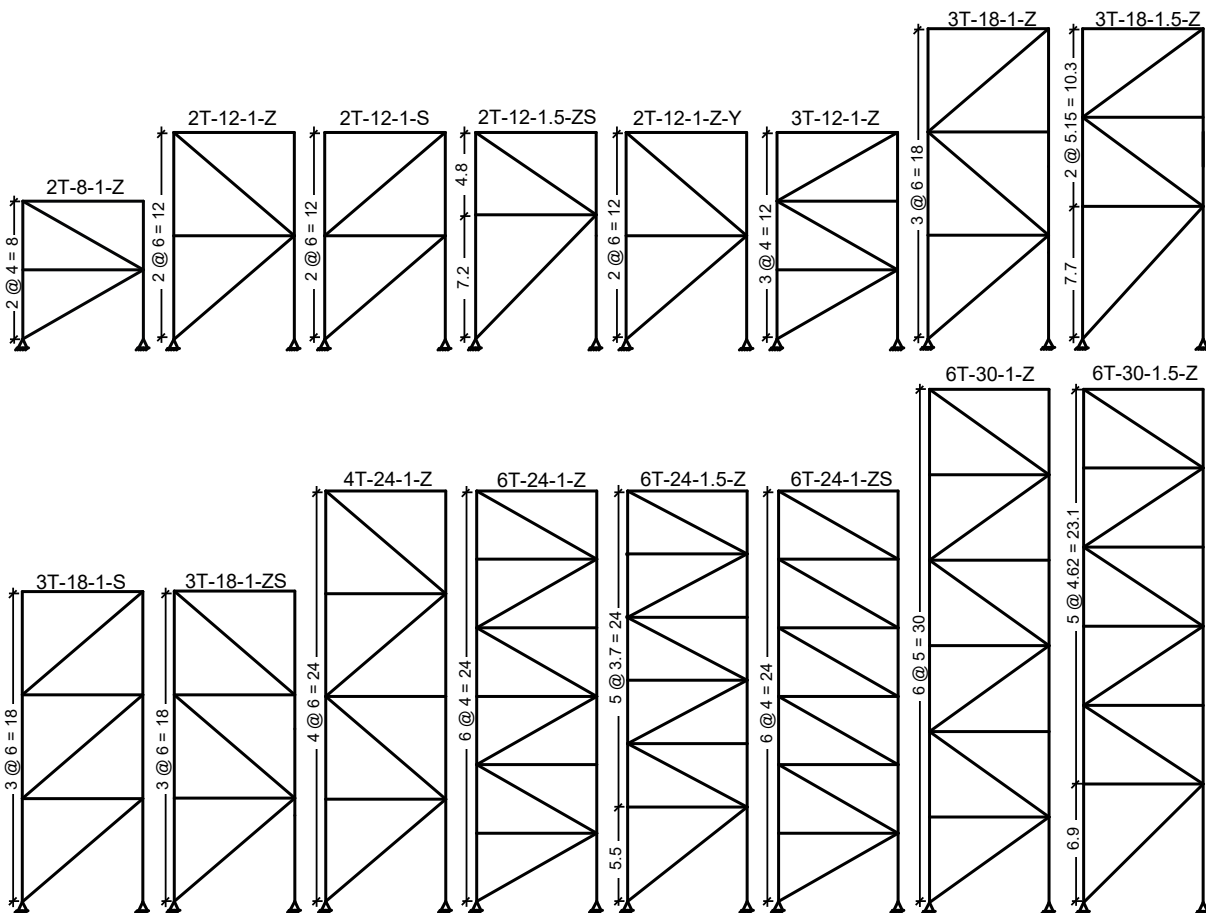 3T-18-1-Z
3T-18-1.5-Z
2T-12-1-Z
2T-12-1-S
2T-12-1.5-ZS
2T-12-1-Z-Y
3T-12-1-Z
2T-8-1-Z
2 @ 4 = 8
2 @ 6 = 12
2 @ 6 = 12
4.8
7.2
2 @ 6 = 12
3 @ 4 = 12
3 @ 6 = 18
2 @ 5.15 = 10.3
7.7
6T-30-1-Z
6T-30-1.5-Z
4T-24-1-Z
6T-24-1-Z
6T-24-1.5-Z
6T-24-1-ZS
3T-18-1-S
3T-18-1-ZS
3 @ 6 = 18
3 @ 6 = 18
4 @ 6 = 24
6 @ 4 = 24
5 @ 3.7 = 24
5.5
6 @ 4 = 24
6 @ 5 = 30
5 @ 4.62 = 23.1
6.9